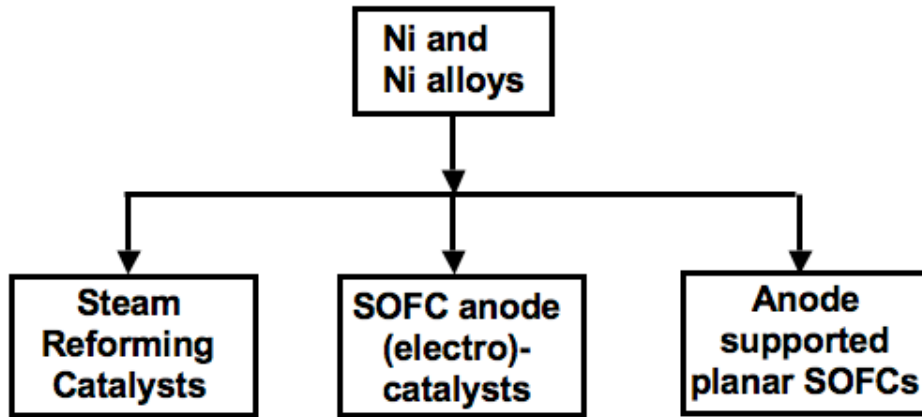 Ni and
Ni alloys
Steam
Reforming
Catalysts
SOFC anode
(electro)-
catalysts
Anode
supported
planar SOFCs